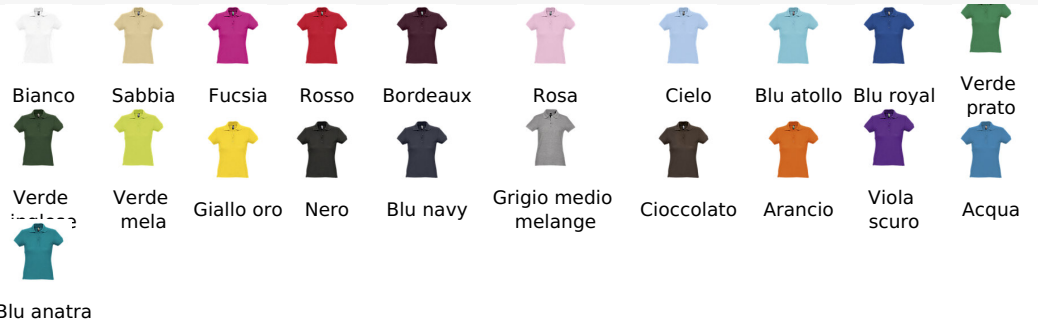 Bianco Sabbia Fucsia Rosso Bordeaux Rosa Cielo Blu atollo Blu royal Verde
prato
Verde Verde Giallo oro Nero Blu navy Grigio medio Cioccolato Arancio Viola Acqua
inglese mela melange scuro
Blu anatra